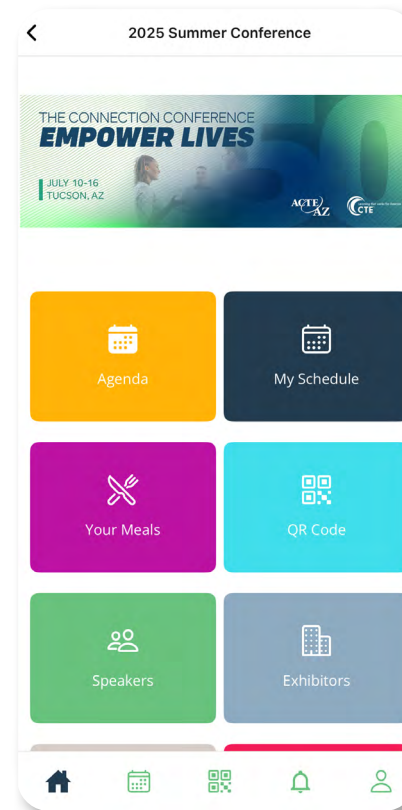 2025 Summer Conference
THE CONNECTION CONFERENCE
EMPOWER LIVES
JULY 10-16
TUCSON, AZ
ACTE
AZ
CTE
Agenda
My Schedule
Your Meals
QR Code
Speakers
Exhibitors